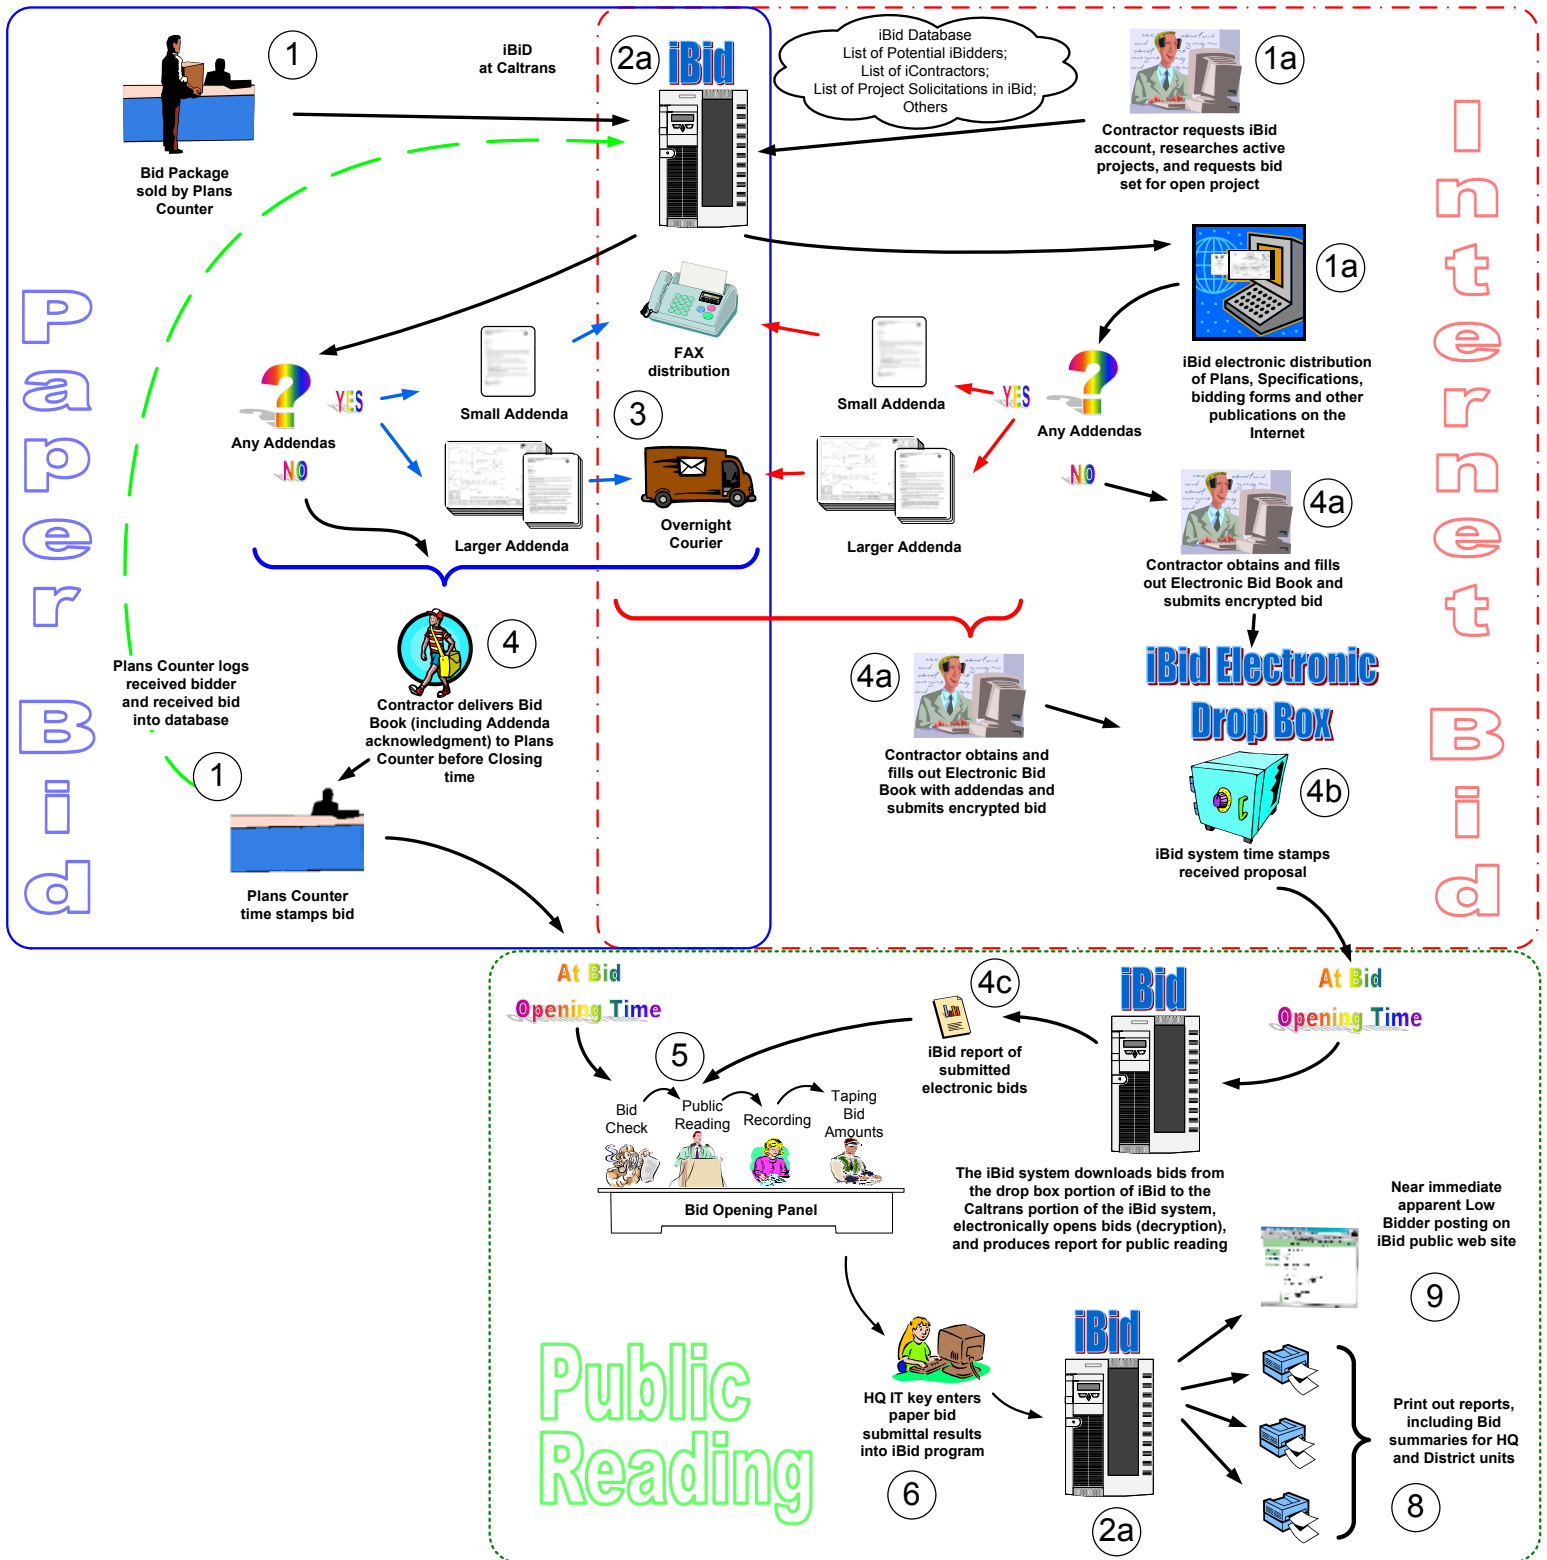 1
iBiD
at Caltrans
2a
iBid
iBid Database
List of Potential iBidders;
List of iContractors;
List of Project Solicitations in iBid;
Others
1a
Bid Package
sold by Plans
Counter
Contractor requests iBid
account, researches active
projects, and requests bid
set for open project
Paper Bid
Internet Bid
1a
iBid electronic distribution
of Plans, Specifications,
bidding forms and other
publications on the
Internet
FAX
distribution
?
YES
Any Addendas
NO
Small Addenda
Larger Addenda
3
Overnight
Courier
Small Addenda
Larger Addenda
YES
?
Any Addendas
NO
4a
Contractor obtains and fills
out Electronic Bid Book and
submits encrypted bid
4
Contractor delivers Bid
Book (including Addenda
acknowledgment) to Plans
Counter before Closing
time
Plans Counter logs
received bidder
and received bid
into database
1
Plans Counter
time stamps bid
4a
Contractor obtains and
fills out Electronic Bid
Book with addendas and
submits encrypted bid
iBid Electronic
Drop Box
4b
iBid system time stamps
received proposal
At Bid
Opening Time
4c
iBid report of
submitted
electronic bids
iBid
At Bid
Opening Time
5
Bid
Check
Public
Reading
Recording
Taping
Bid
Amounts
Bid Opening Panel
The iBid system downloads bids from
the drop box portion of iBid to the
Caltrans portion of the iBid system,
electronically opens bids (decryption),
and produces report for public reading
Near immediate
apparent Low
Bidder posting on
iBid public web site
9
Public
Reading
HQ IT key enters
paper bid
submittal results
into iBid program
6
iBid
2a
Print out reports,
including Bid
summaries for HQ
and District units
8